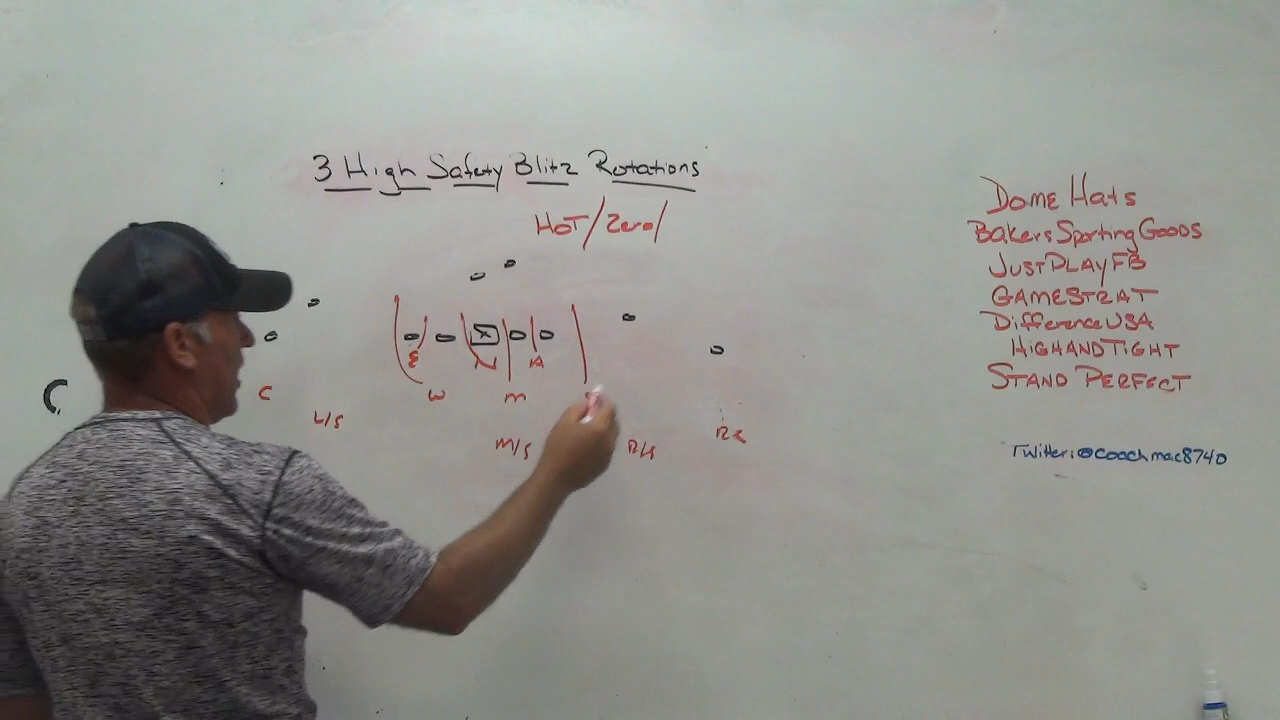 3 High Safety Blitz Rotations
HOT/Zero/
X
E N A
C W M
L/S
M/S R/S
Dome Hats
Bakers Sporting Goods
JUSTPLAYFB
GAMESTRAT
DifferenceUSA
HIGHANDTIGHT
STAND PERFECT
Twitter:@coachmac8740